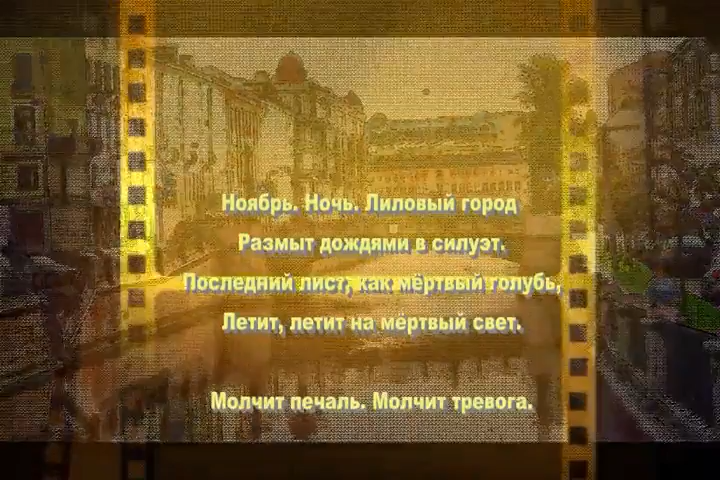 Ноябрь. Ночь. Лиловый город
Размыт дождями в силуэт.
Последний лист, как мёртвый голубь,
Летит, летит на мёртвый свет.
Молчит печаль. Молчит тревога.